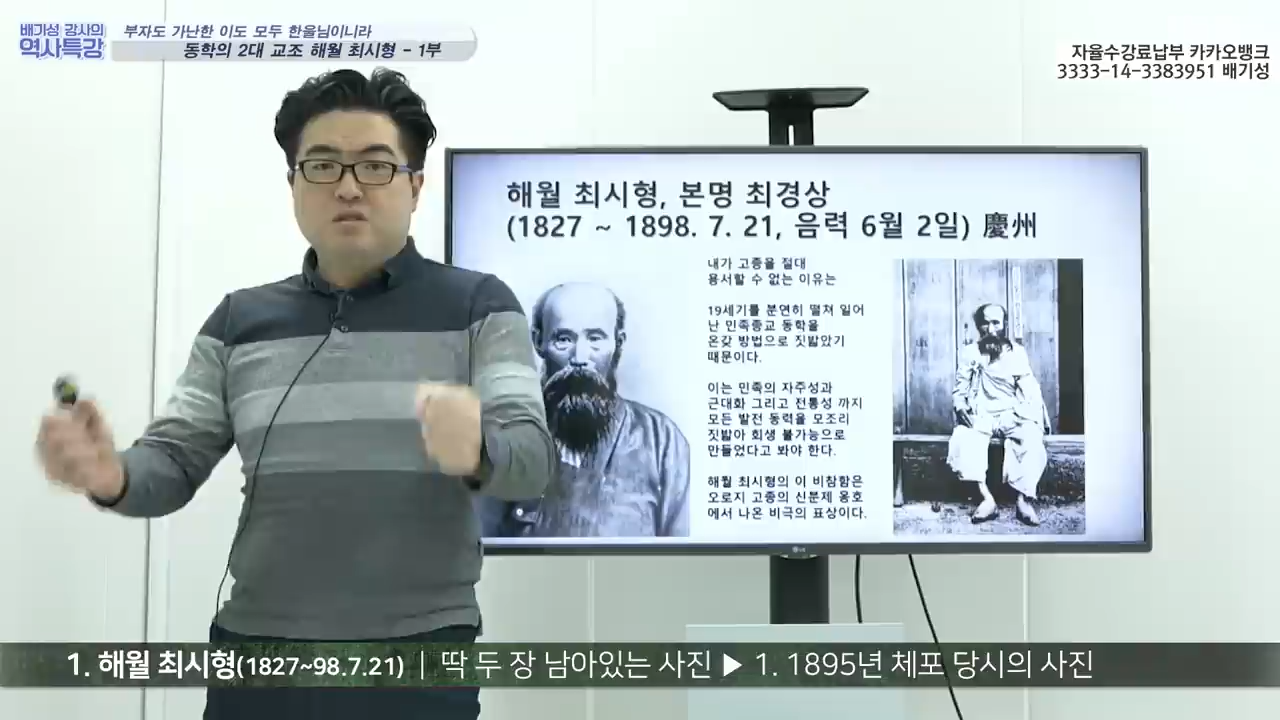 배기성 강사의
역사특강
부자도 가난한 이도 모두 한울님이니라
동학의 2대 교조 해월 최시형 - 1부
자율수강료납부 카카오뱅크
3333-14-3383951 배기성
해월 최시형, 본명 최경상
(1827 ~ 1898. 7. 21, 음력 6월 2일) 慶州
내가 고종을 절대
용서할 수 없는 이유는
19세기를 분연히 떨쳐 일어
난 민족종교 동학을
온갖 방법으로 짓밟았기
때문이다.
이는 민족의 자주성과
근대화 그리고 전통성 까지
모든 발전 동력을 모조리
짓밟아 회생 불가능으로
만들었다고 봐야 한다.
해월 최시형의 이 비참함은
오로지 고종의 신분제 옹호
에서 나온 비극의 표상이다.
LG
1. 해월 최시형(1827~98.7.21) | 딱 두 장 남아있는 사진 ▶ 1. 1895년 체포 당시의 사진